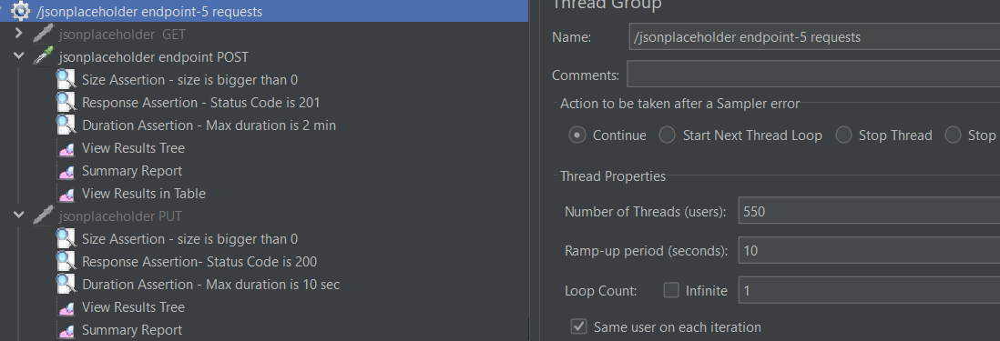 /jsonplaceholder endpoint-5 requests
jsonplaceholder  GET
jsonplaceholder endpoint POST
Size Assertion - size is bigger than 0
Response Assertion - Status Code is 201
Duration Assertion - Max duration is 2 min
View Results Tree
Summary Report
View Results in Table
jsonplaceholder PUT
Size Assertion - size is bigger than 0
Response Assertion- Status Code is 200
Duration Assertion - Max duration is 10 sec
View Results Tree
Summary Report
Thread Group
Name: /jsonplaceholder endpoint-5 requests
Comments:
Action to be taken after a Sampler error
Continue Start Next Thread Loop Stop Thread Stop
Thread Properties
Number of Threads (users): 550
Ramp-up period (seconds): 10
Loop Count: Infinite 1
Same user on each iteration